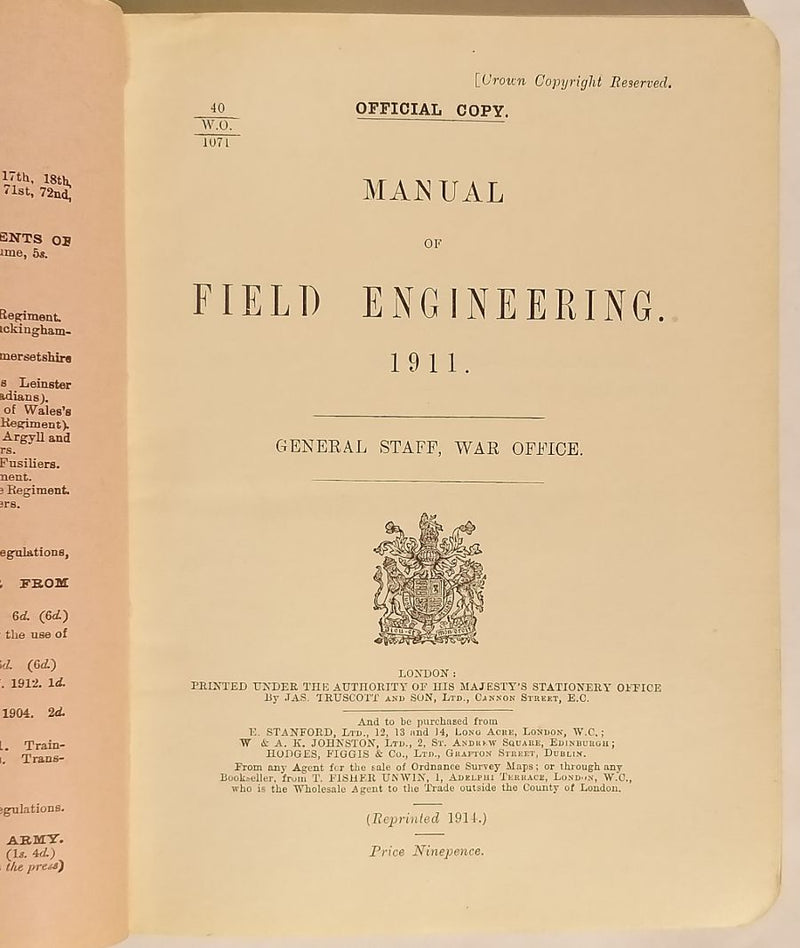 17th, 18th,
71st, 72nd,
ENTS OF
ume, 5s.
Regiment.
ckingham-
mersetshire
s Leinster
adians).
of Wales's
Regiment).
Argyll and
rs.
Fusiliers.
ment.
e Regiment.
ers.
egulations,
FROM
6d. (6d.)
the use of
d. (6d.)
. 1912. 1d.
1904. 2d.
. Train-
. Trans-
egulations.
ARMY.
(1s. 4d.)
the press)
[Crown Copyright Reserved.
40
W.O.
1071
OFFICIAL COPY.
MANUAL
OF
FIELD ENGINEERING.
1911.
GENERAL STAFF, WAR OFFICE.
LONDON:
PRINTED UNDER THE AUTHORITY OF HIS MAJESTY'S STATIONERY OFFICE
By JAS. TRUSCOTT AND SON, LTD., CANNON STREET, E.C.
And to be purchased from
E. STANFORD, LTD., 12, 13 and 14, LONG ACRE, LONDON, W.C.;
W & A. K. JOHNSTON, LTD., 2, ST. ANDREW SQUARE, EDINBURGH;
HODGES, FIGGIS & Co., LTD., GRAFTON STREET, DUBLIN.
From any Agent for the sale of Ordnance Survey Maps; or through any
Bookseller, from T. FISHER UNWIN, 1, ADELPHI TERRACE, LONDON, W.C.,
who is the Wholesale Agent to the Trade outside the County of London.
(Reprinted 1914.)
Price Ninepence.